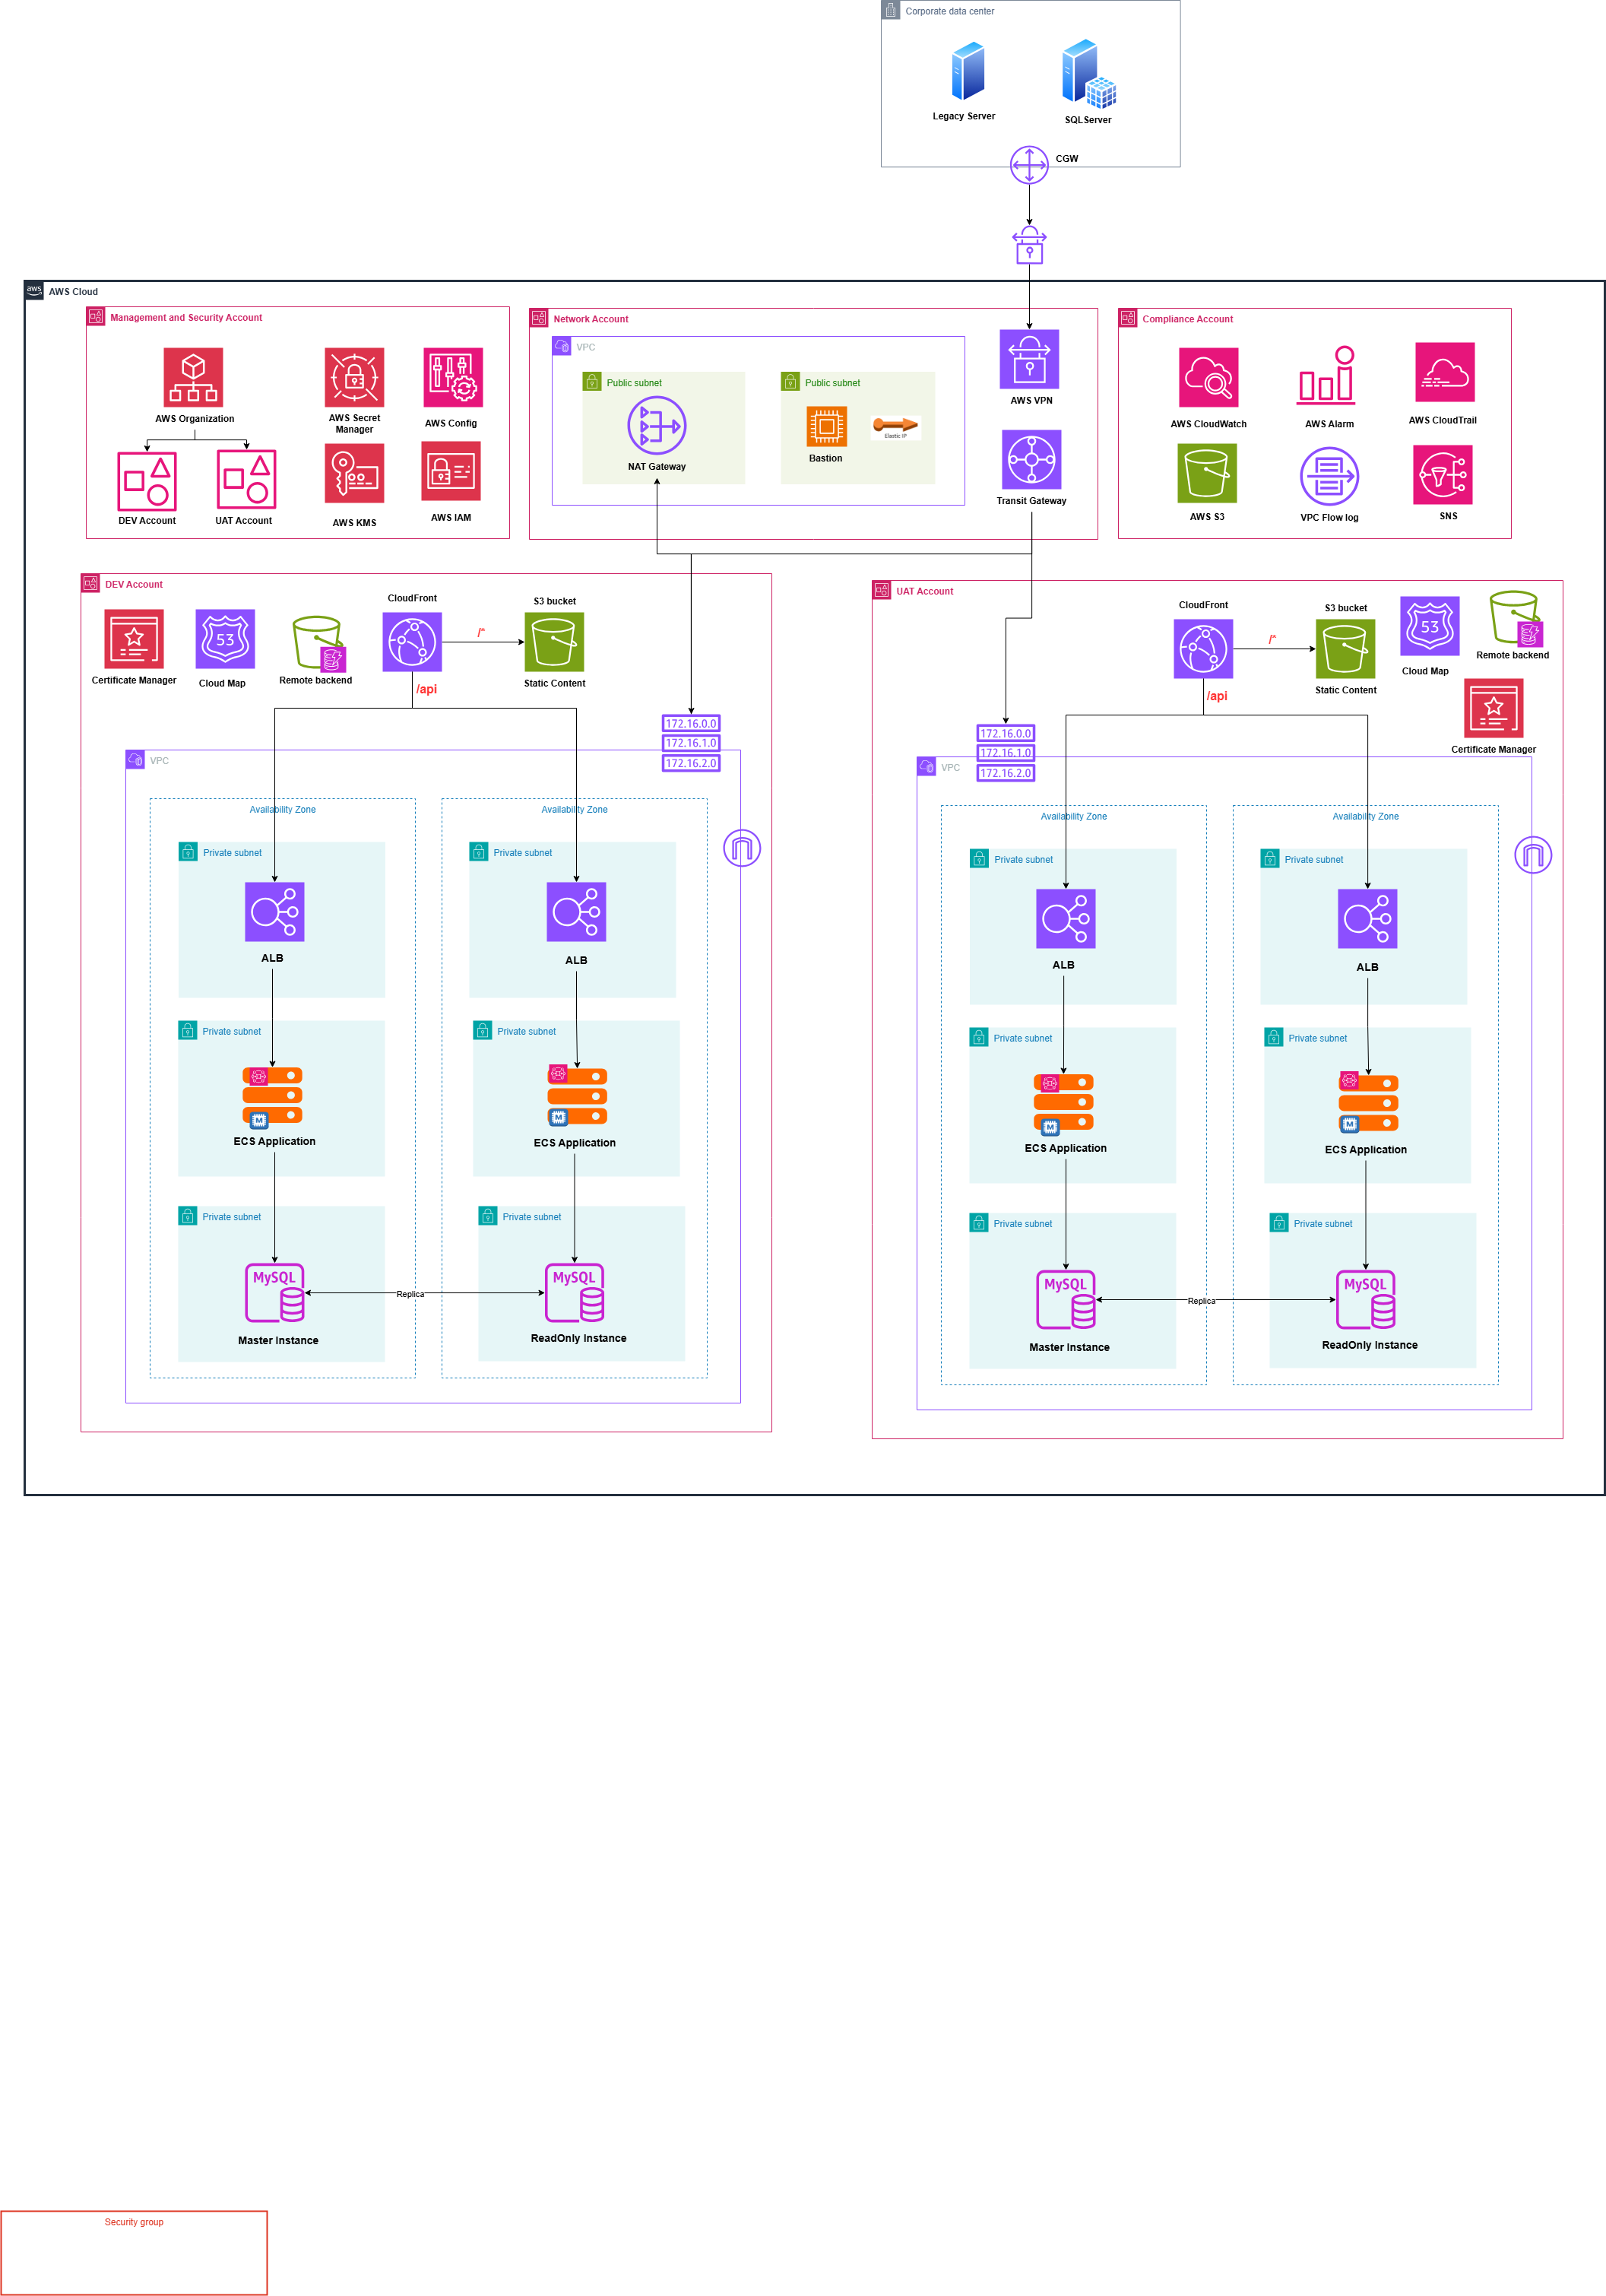 Corporate data center
Legacy Server
SQLServer
CGW
aws
AWS Cloud
Management and Security Account
AWS Organization
AWS Secret
Manager
AWS Config
DEV Account
UAT Account
AWS KMS
AWS IAM
Network Account
VPC
Public subnet
NAT Gateway
Public subnet
Bastion
Elastic IP
AWS VPN
Transit Gateway
Compliance Account
AWS CloudWatch
AWS Alarm
AWS CloudTrail
AWS S3
VPC Flow log
SNS
DEV Account
Certificate Manager
53
Cloud Map
Remote backend
CloudFront
/*
S3 bucket
Static Content
/api
172.16.0.0
172.16.1.0
172.16.2.0
VPC
Availability Zone
Availability Zone
Private subnet
Private subnet
ALB
ALB
Private subnet
Private subnet
M
M
ECS Application
ECS Application
Private subnet
Private subnet
MySQL
MySQL
Replica
Master Instance
ReadOnly Instance
UAT Account
CloudFront
/*
S3 bucket
Static Content
53
Cloud Map
Remote backend
Certificate Manager
/api
172.16.0.0
172.16.1.0
172.16.2.0
VPC
Availability Zone
Availability Zone
Private subnet
Private subnet
ALB
ALB
Private subnet
Private subnet
M
M
ECS Application
ECS Application
Private subnet
Private subnet
MySQL
MySQL
Replica
Master Instance
ReadOnly Instance
Security group